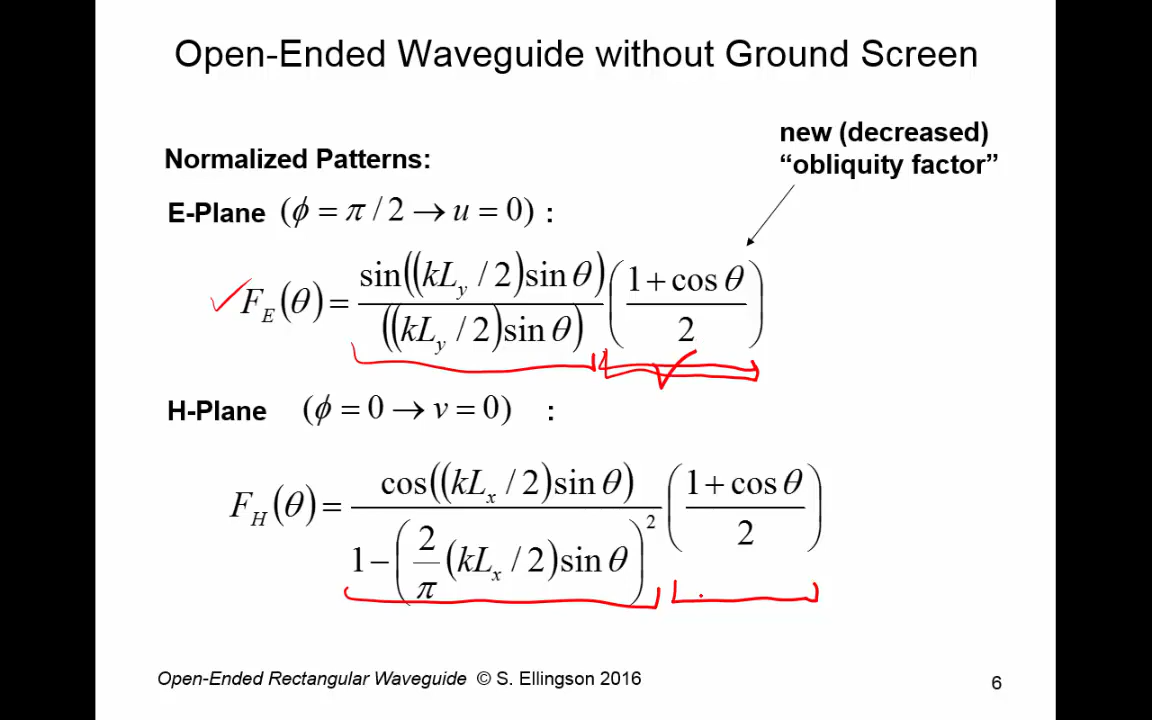 Open-Ended Waveguide without Ground Screen
new (decreased)
“obliquity factor”
Normalized Patterns:
E-Plane (ϕ = π / 2 → u = 0) :
F_E(θ) = sin((kL_y / 2)sin θ) / ((kL_y / 2)sin θ) ((1 + cos θ) / 2)
H-Plane (ϕ = 0 → v = 0) :
F_H(θ) = cos((kL_x / 2)sin θ) / (1 − (2/π (kL_x / 2)sin θ)^2) ((1 + cos θ) / 2)
Open-Ended Rectangular Waveguide © S. Ellingson 2016
6